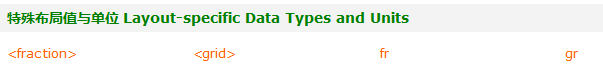 特殊布局值与单位 Layout-specific Data Types and Units
<fraction> <grid> fr gr